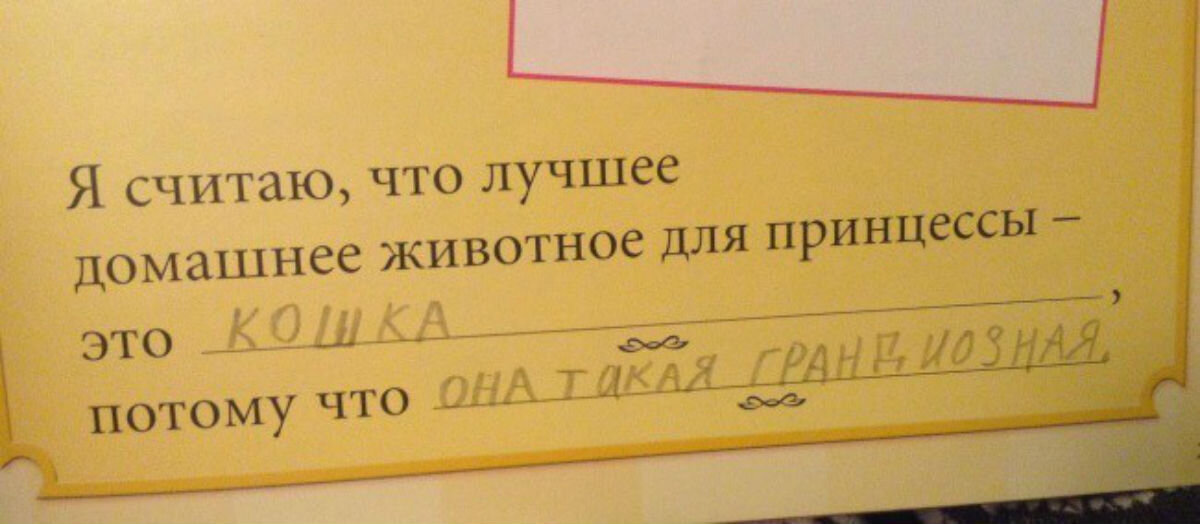 Я считаю, что лучшее
домашнее животное для принцессы –
это КОШКА,
потому что ОНА ТаКАЯ ГРАНДИОЗНАЯ.